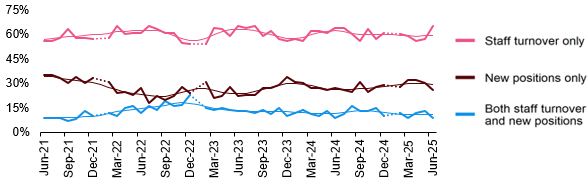 75%
60%
45%
30%
15%
0%
Jun-21
Sep-21
Dec-21
Mar-22
Jun-22
Sep-22
Dec-22
Mar-23
Jun-23
Sep-23
Dec-23
Mar-24
Jun-24
Sep-24
Dec-24
Mar-25
Jun-25
Staff turnover only
New positions only
Both staff turnover
and new positions